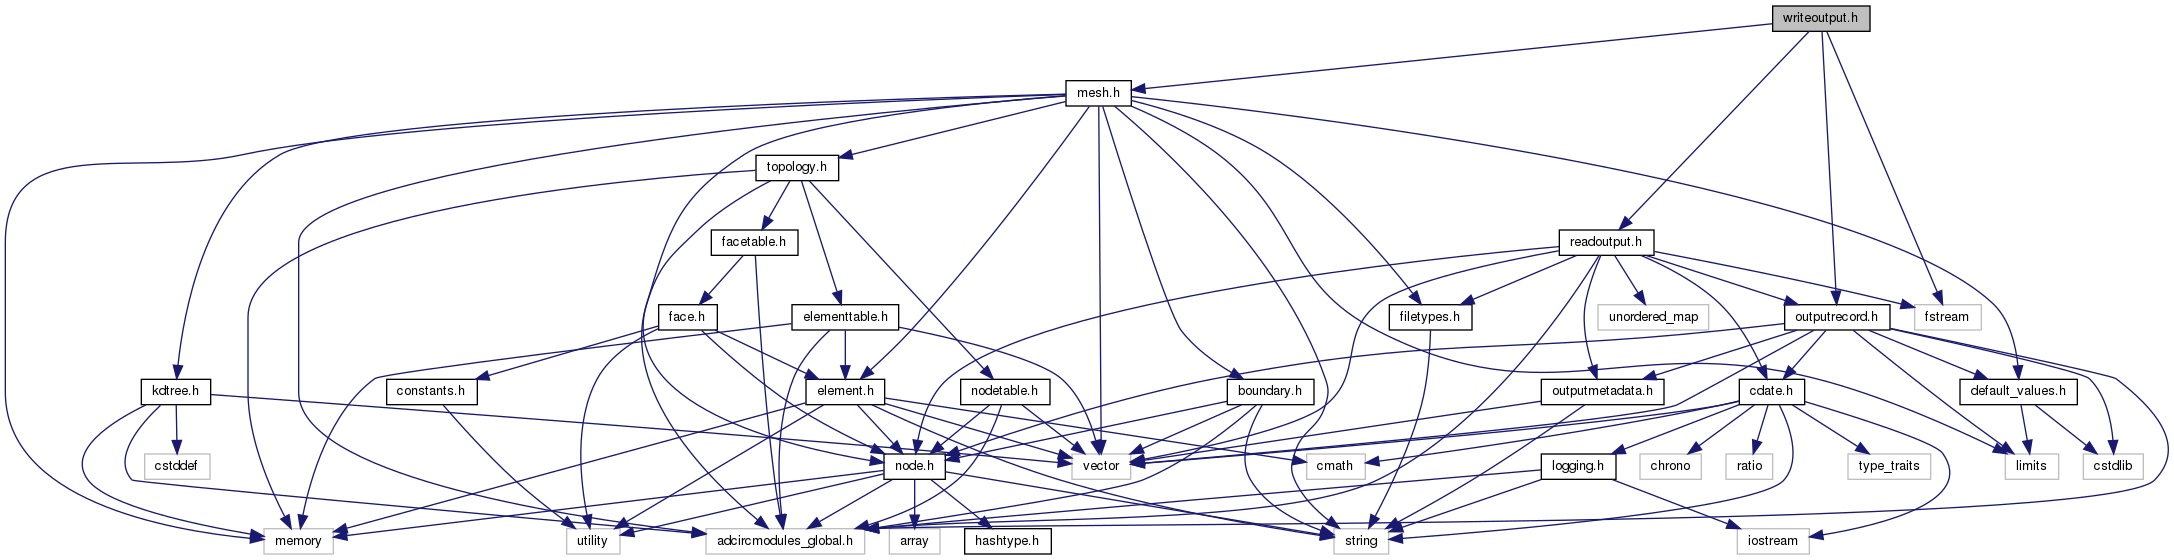 writeoutput.h
mesh.h
topology.h
facetable.h
readoutput.h
face.h
elementtable.h
filetypes.h
unordered_map
outputrecord.h
fstream
kdtree.h
constants.h
element.h
nodetable.h
boundary.h
outputmetadata.h
cdate.h
default_values.h
cstddef
node.h
vector
cmath
logging.h
chrono
ratio
type_traits
limits
cstdlib
memory
utility
adcircmodules_global.h
array
hashtype.h
string
iostream